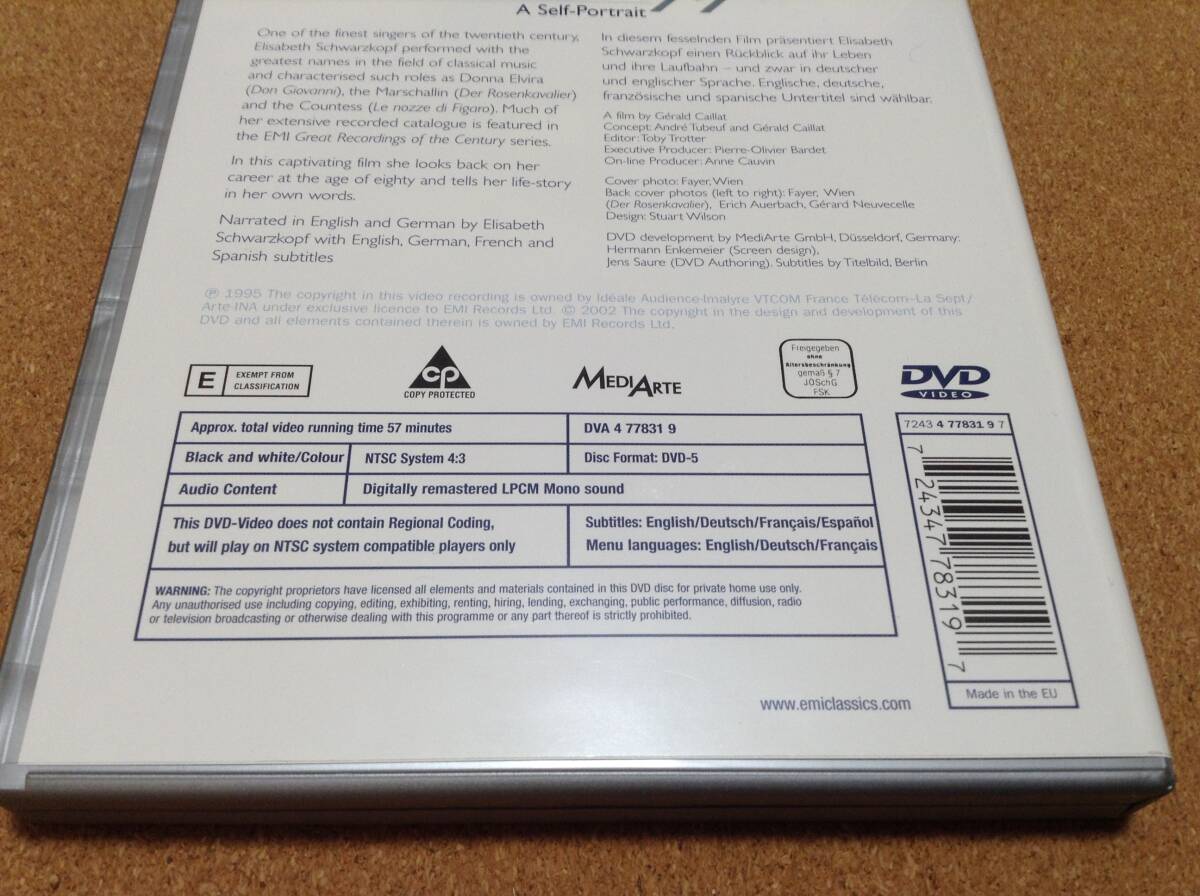 A Self-Portrait
One of the finest singers of the twentieth century,
Elisabeth Schwarzkopf performed with the
greatest names in the field of classical music
and characterised such roles as Donna Elvira
(Don Giovanni), the Marschallin (Der Rosenkavalier)
and the Countess (Le nozze di Figaro). Much of
her extensive recorded catalogue is featured in
the EMI Great Recordings of the Century series.
In this captivating film she looks back on her
career at the age of eighty and tells her life-story
in her own words.
Narrated in English and German by Elisabeth
Schwarzkopf with English, German, French and
Spanish subtitles
In diesem fesselnden Film präsentiert Elisabeth
Schwarzkopf einen Rückblick auf ihr Leben
und ihre Laufbahn – und zwar in deutscher
und englischer Sprache. Englische, deutsche,
französische und spanische Untertitel sind wählbar.
A film by Gérald Caillat
Concept: André Tubeuf and Gérald Caillat
Editor: Toby Trotter
Executive Producer: Pierre-Olivier Bardet
On-line Producer: Anne Cauvin
Cover photo: Fayer, Wien
Back cover photos (left to right): Fayer, Wien
(Der Rosenkavalier), Erich Auerbach, Gérard Neuvecelle
Design: Stuart Wilson
DVD development by MediArte GmbH, Düsseldorf, Germany:
Hermann Enkemeier (Screen design),
Jens Saure (DVD Authoring). Subtitles by Titelbild, Berlin
℗ 1995 The copyright in this video recording is owned by Idéale Audience-Imalyre VTCOM France Télécom–La Sept/
Arte-INA under exclusive licence to EMI Records Ltd. © 2002 The copyright in the design and development of this
DVD and all elements contained therein is owned by EMI Records Ltd.
E EXEMPT FROM
CLASSIFICATION
CP
COPY PROTECTED
MEDIARTE
Freigegeben
ohne
Altersbeschränkung
gemäß § 7
JÖSchG
FSK
DVD
VIDEO
Approx. total video running time 57 minutes
DVA 4 77831 9
Black and white/Colour
NTSC System 4:3
Disc Format: DVD-5
Audio Content
Digitally remastered LPCM Mono sound
This DVD-Video does not contain Regional Coding,
but will play on NTSC system compatible players only
Subtitles: English/Deutsch/Français/Español
Menu languages: English/Deutsch/Français
WARNING: The copyright proprietors have licensed all elements and materials contained in this DVD disc for private home use only.
Any unauthorised use including copying, editing, exhibiting, renting, hiring, lending, exchanging, public performance, diffusion, radio
or television broadcasting or otherwise dealing with this programme or any part thereof is strictly prohibited.
7243 4 77831 9 7
7 24347 78319 7
Made in the EU
www.emiclassics.com